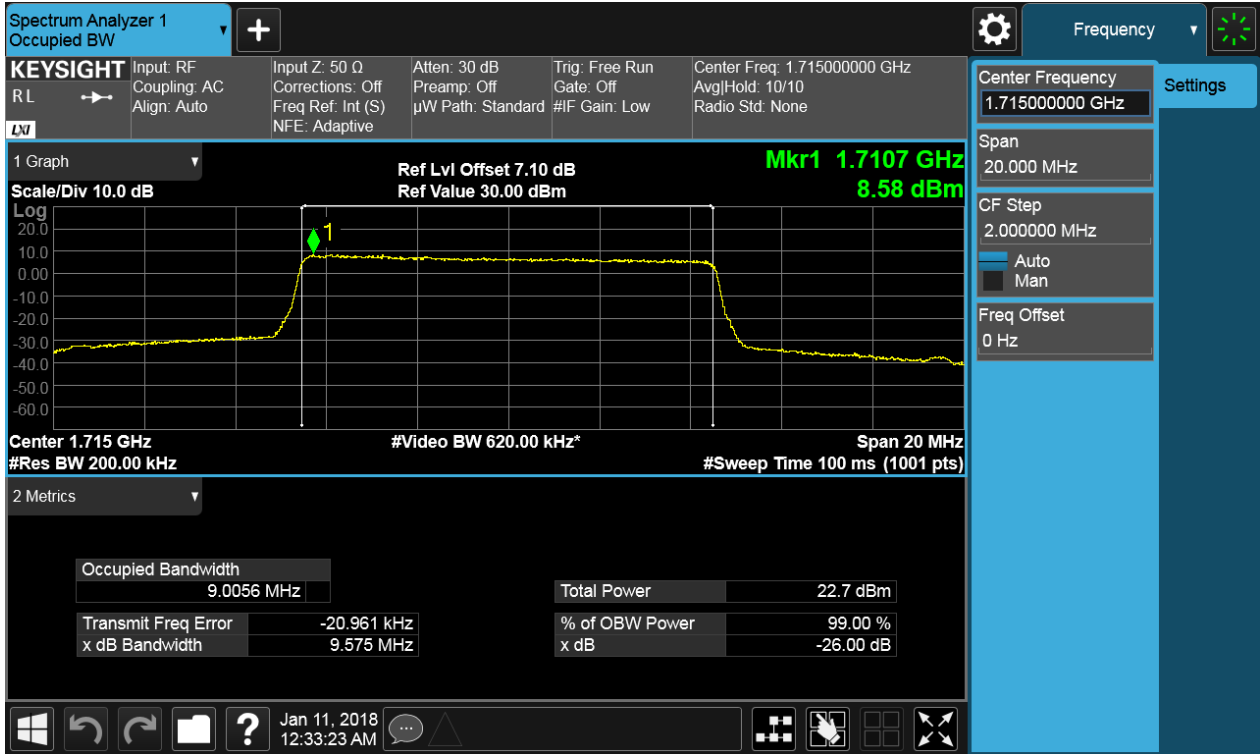 Spectrum Analyzer 1
Occupied BW
Frequency
KEYSIGHT
R L
LXI
Input: RF
Coupling: AC
Align: Auto
Input Z: 50 Ω
Corrections: Off
Freq Ref: Int (S)
NFE: Adaptive
Atten: 30 dB
Preamp: Off
µW Path: Standard
Trig: Free Run
Gate: Off
#IF Gain: Low
Center Freq: 1.715000000 GHz
Avg|Hold: 10/10
Radio Std: None
1 Graph
Scale/Div 10.0 dB
Ref Lvl Offset 7.10 dB
Ref Value 30.00 dBm
Mkr1 1.7107 GHz
8.58 dBm
Log
20.0
10.0
0.00
-10.0
-20.0
-30.0
-40.0
-50.0
-60.0
1
Center 1.715 GHz
#Res BW 200.00 kHz
#Video BW 620.00 kHz*
Span 20 MHz
#Sweep Time 100 ms (1001 pts)
2 Metrics
Occupied Bandwidth
9.0056 MHz
Transmit Freq Error -20.961 kHz
x dB Bandwidth 9.575 MHz
Total Power 22.7 dBm
% of OBW Power 99.00 %
x dB -26.00 dB
Center Frequency
1.715000000 GHz
Span
20.000 MHz
CF Step
2.000000 MHz
Auto
Man
Freq Offset
0 Hz
Settings
?
Jan 11, 2018
12:33:23 AM